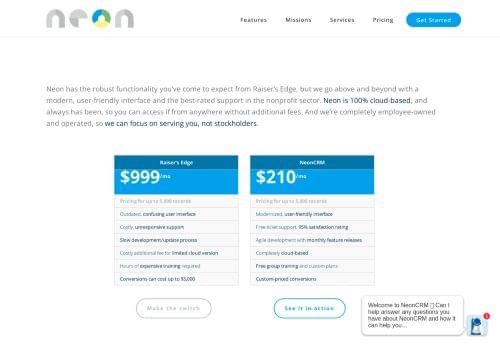 neon
Features
Missions
Services
Pricing
Get Started
Neon has the robust functionality you've come to expect from Raiser's Edge, but we go above and beyond with a
modern, user-friendly interface and the best-rated support in the nonprofit sector. Neon is 100% cloud-based, and
always has been, so you can access if from anywhere without additional fees. And we're completely employee-owned
and operated, so we can focus on serving you, not stockholders.
Raiser's Edge
$999/mo
Pricing for up to 5,000 records
Outdated, confusing user interface
Costly, unresponsive support
Slow development/update process
Costly additional fee for limited cloud version
Hours of expensive training required
Conversions can cost up to $5,000
Make the switch
NeonCRM
$210/mo
Pricing for up to 5,000 records
Modernized, user-friendly interface
Free ticket support, 95% satisfaction rating
Agile development with monthly feature releases
Completely cloud-based
Free group training and custom plans
Custom-priced conversions
See it in action
Welcome to NeonCRM Can I
help answer any questions you
have about NeonCRM and how it
can help you...
1